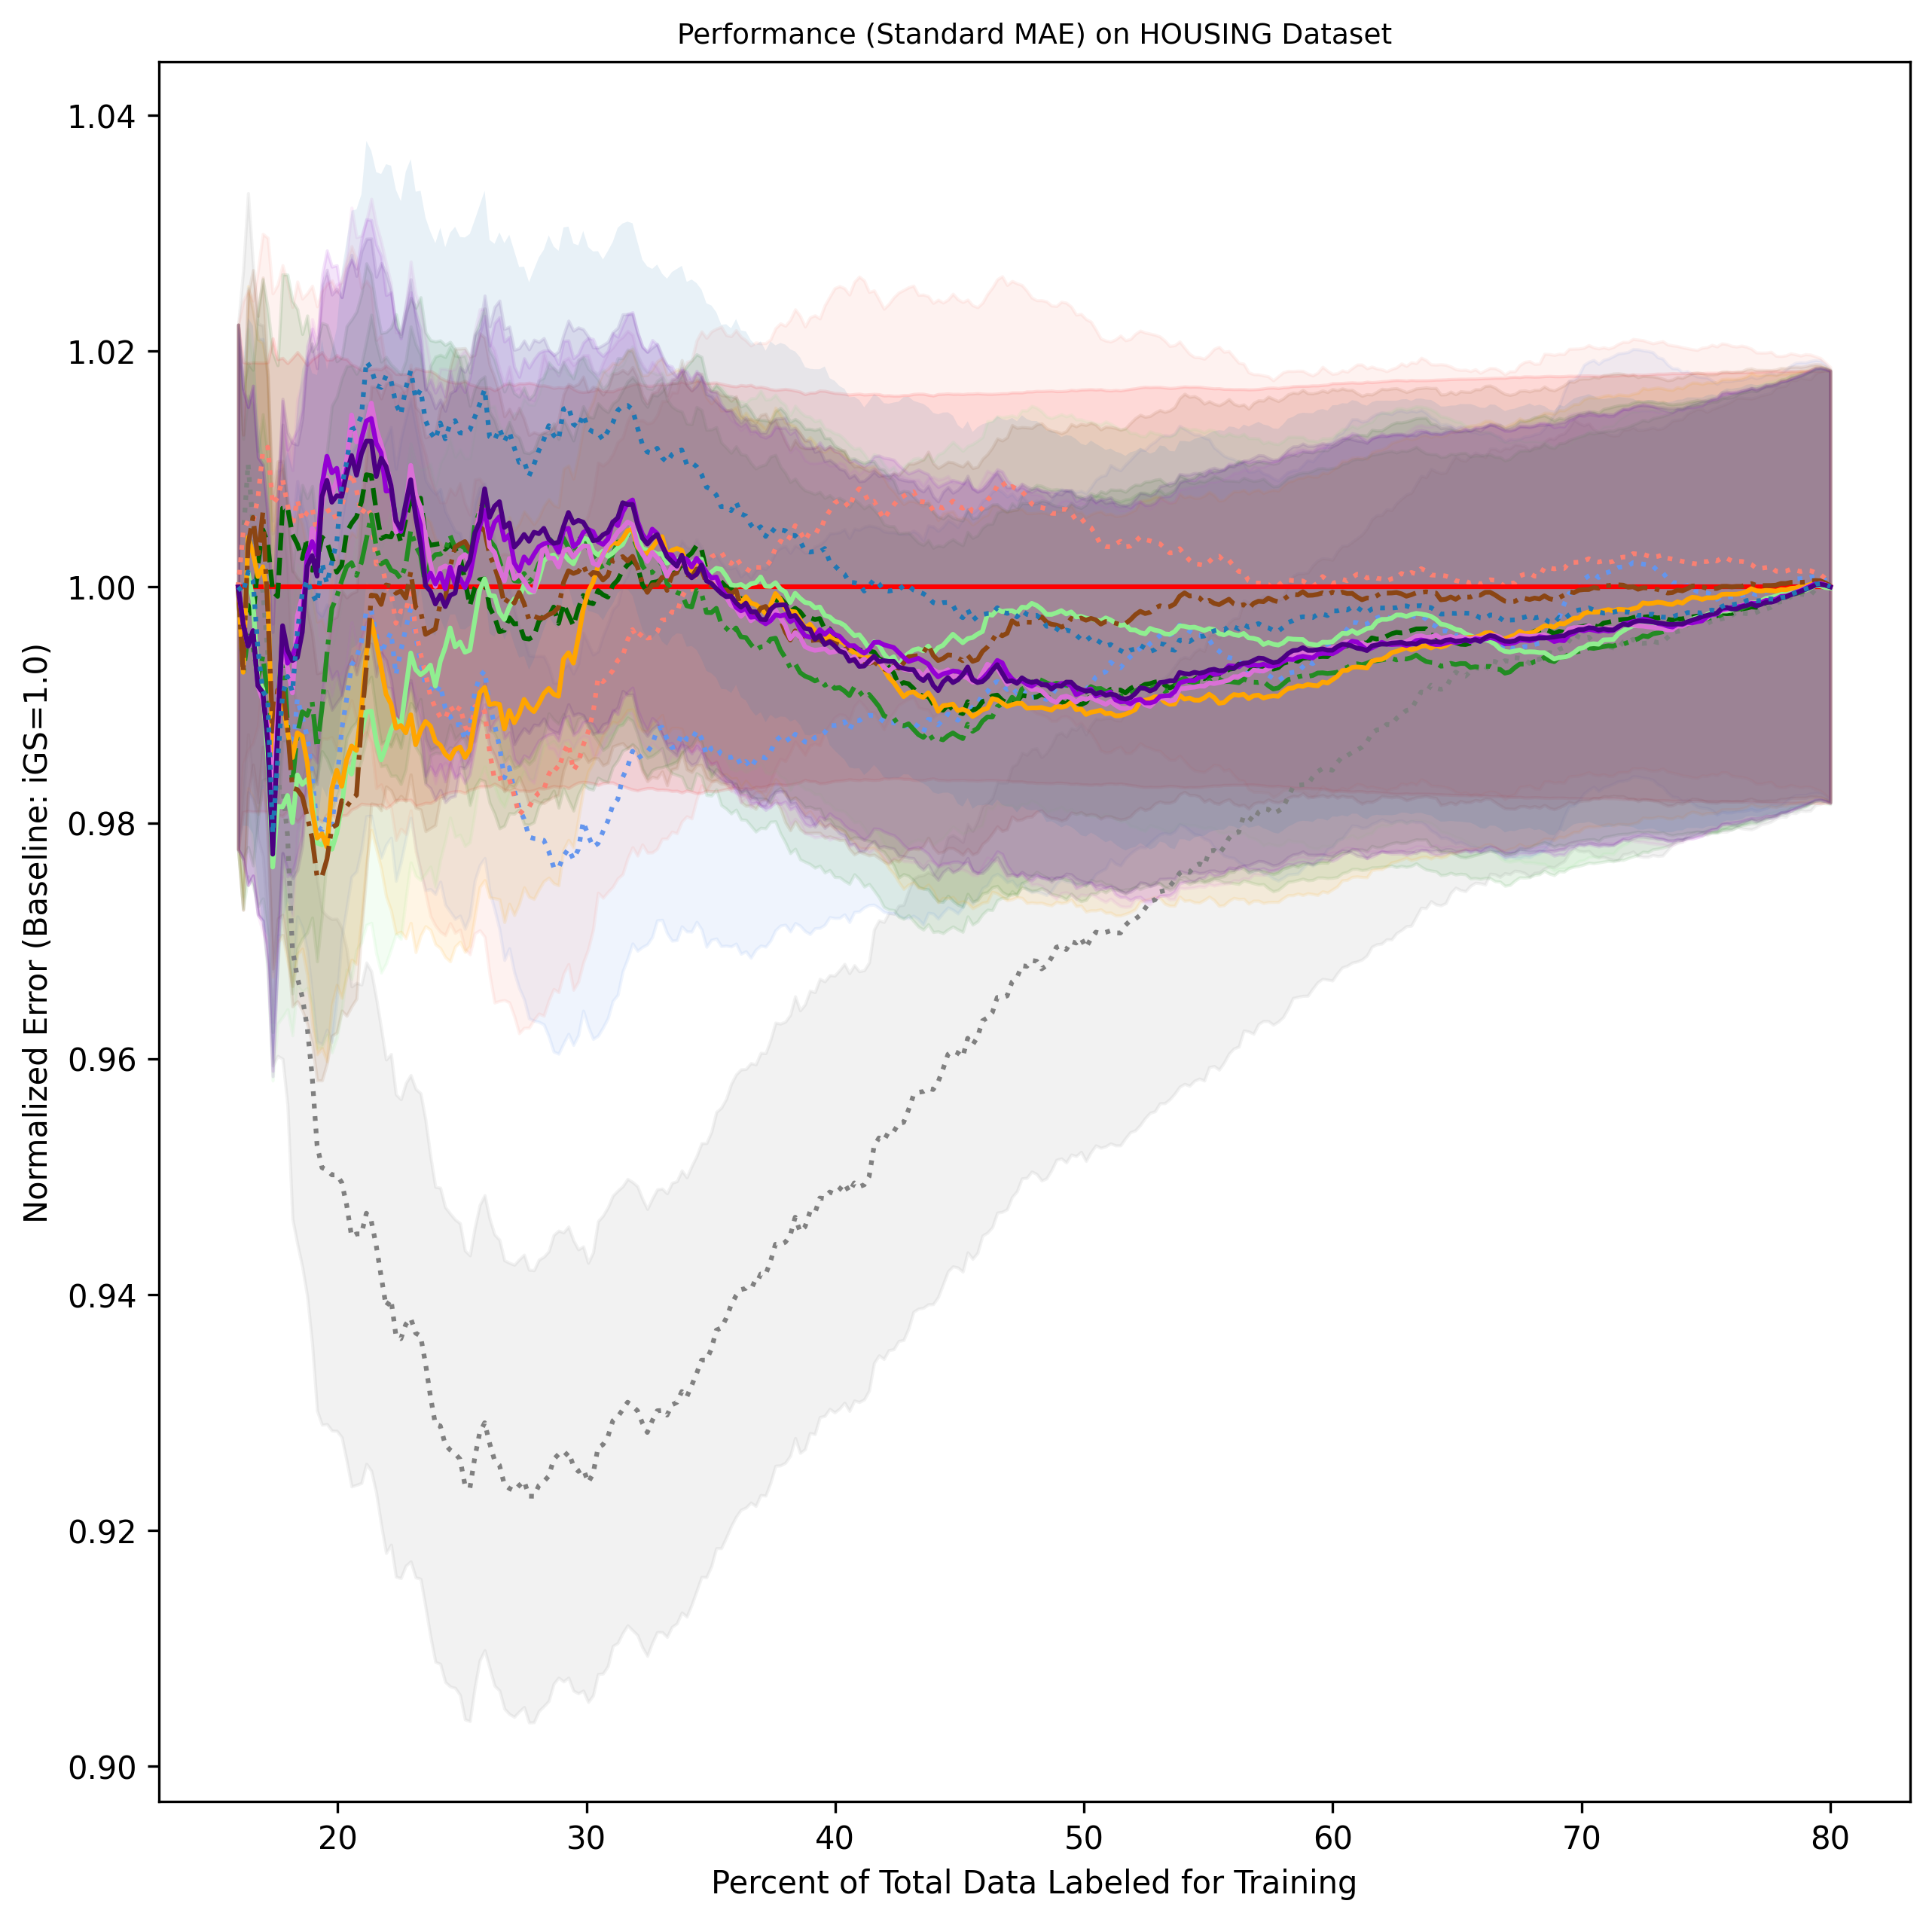 Performance (Standard MAE) on HOUSING Dataset
Normalized Error (Baseline: iGS=1.0)
1.04
1.02
1.00
0.98
0.96
0.94
0.92
0.90
20 30 40 50 60 70 80
Percent of Total Data Labeled for Training